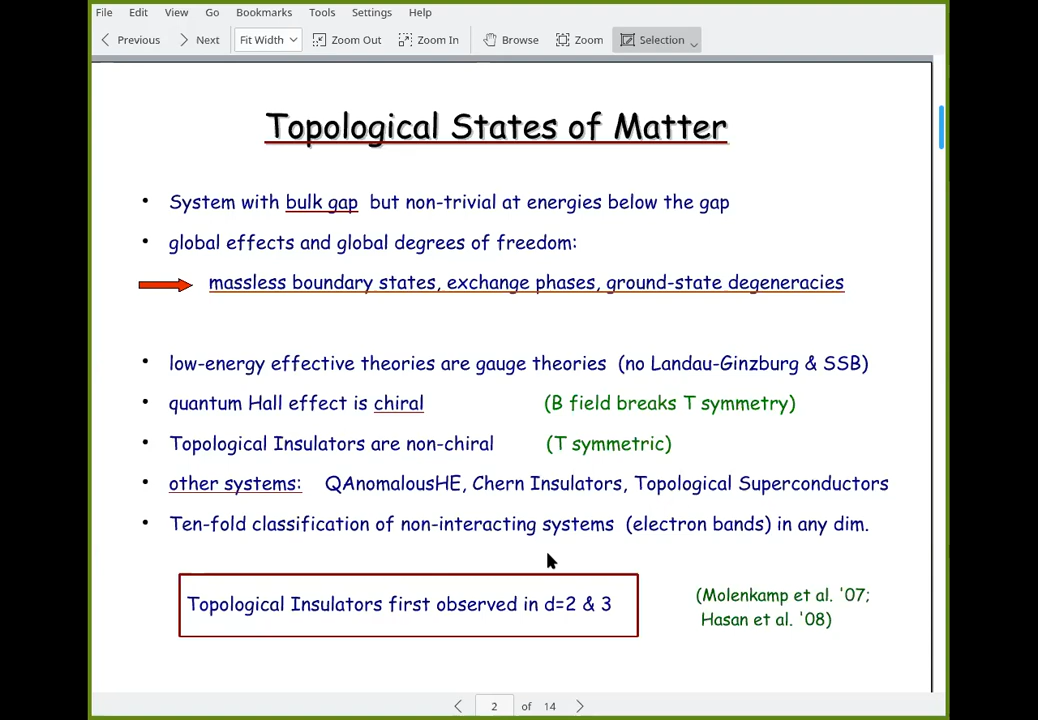 File Edit View Go Bookmarks Tools Settings Help
Previous Next Fit Width Zoom Out Zoom In Browse Zoom Selection
Topological States of Matter
• System with bulk gap but non-trivial at energies below the gap
• global effects and global degrees of freedom:
massless boundary states, exchange phases, ground-state degeneracies
• low-energy effective theories are gauge theories (no Landau-Ginzburg & SSB)
• quantum Hall effect is chiral (B field breaks T symmetry)
• Topological Insulators are non-chiral (T symmetric)
• other systems: QAnomalousHE, Chern Insulators, Topological Superconductors
• Ten-fold classification of non-interacting systems (electron bands) in any dim.
Topological Insulators first observed in d=2 & 3
(Molenkamp et al. '07;
Hasan et al. '08)
2 of 14